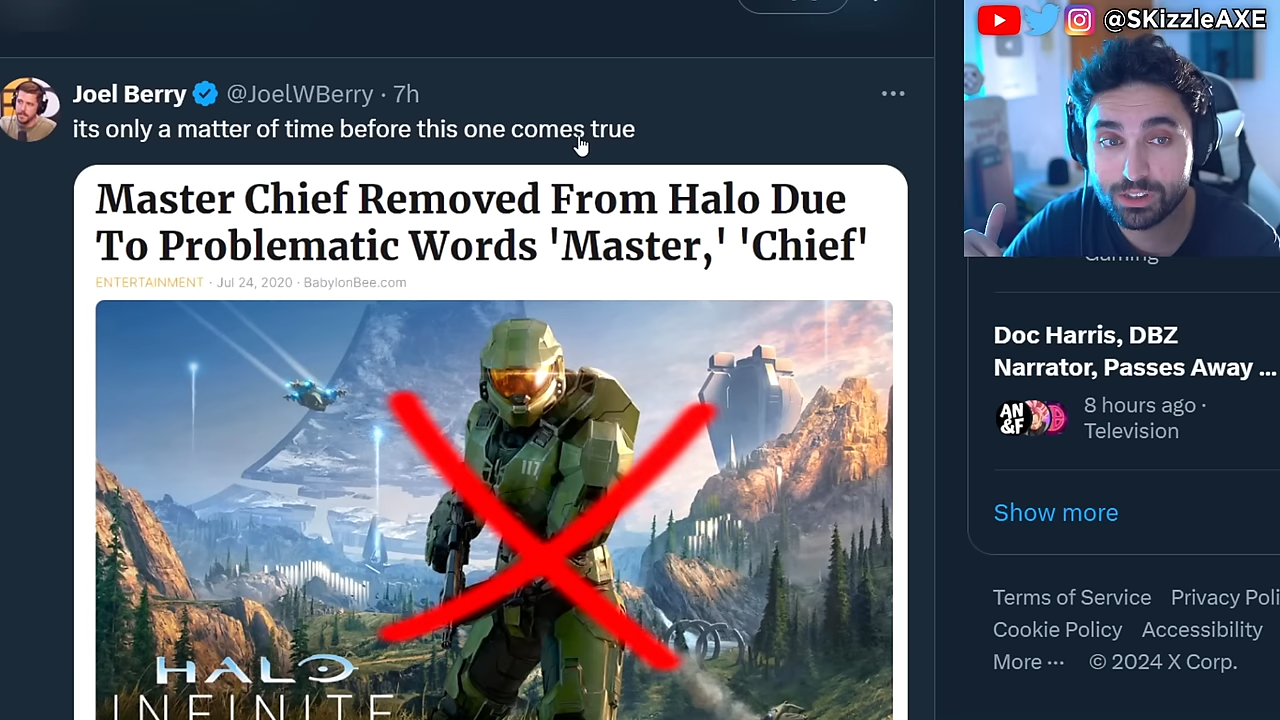 @SKizzleAXE
Joel Berry @JoelWBerry · 7h
its only a matter of time before this one comes true
Master Chief Removed From Halo Due
To Problematic Words 'Master,' 'Chief'
ENTERTAINMENT · Jul 24, 2020 · BabylonBee.com
117
HALO
INFINITE
Gaming
Doc Harris, DBZ
Narrator, Passes Away ...
AN
&F
8 hours ago ·
Television
Show more
Terms of Service Privacy Poli
Cookie Policy Accessibility
More ··· © 2024 X Corp.